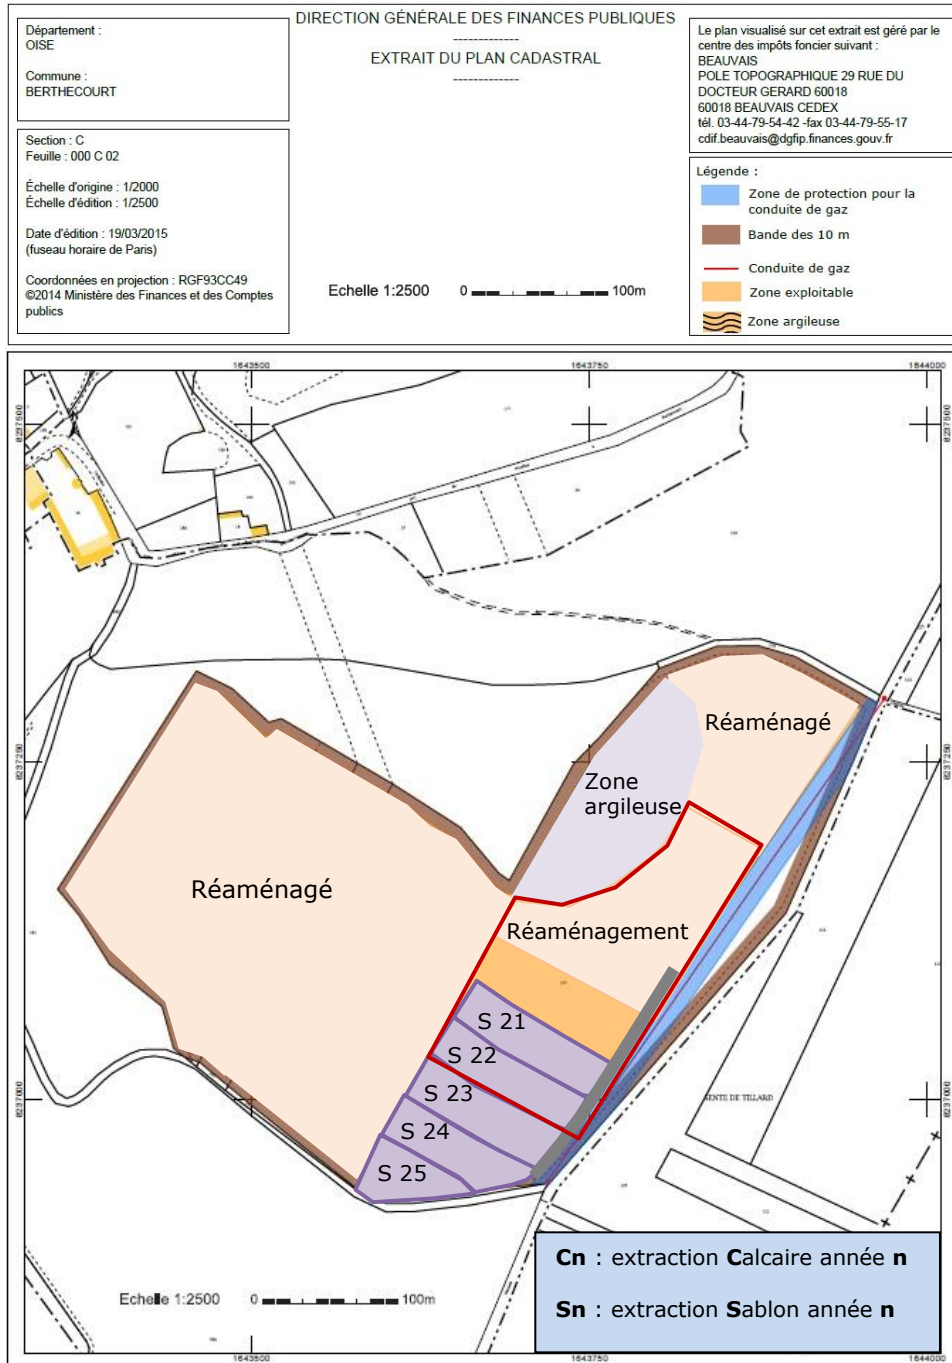 DIRECTION GÉNÉRALE DES FINANCES PUBLIQUES
-------------
EXTRAIT DU PLAN CADASTRAL
-------------
Département :
OISE
Commune :
BERTHECOURT
Section : C
Feuille : 000 C 02
Échelle d'origine : 1/2000
Échelle d'édition : 1/2500
Date d'édition : 19/03/2015
(fuseau horaire de Paris)
Coordonnées en projection : RGF93CC49
©2014 Ministère des Finances et des Comptes
publics
Echelle 1:2500 0 100m
Le plan visualisé sur cet extrait est géré par le
centre des impôts foncier suivant :
BEAUVAIS
POLE TOPOGRAPHIQUE 29 RUE DU
DOCTEUR GERARD 60018
60018 BEAUVAIS CEDEX
tél. 03-44-79-54-42 -fax 03-44-79-55-17
cdif.beauvais@dgfip.finances.gouv.fr
Légende :
Zone de protection pour la
conduite de gaz
Bande des 10 m
Conduite de gaz
Zone exploitable
Zone argileuse
1643500 1643750 1644000
8237500 8237500
Réaménagé
8237250 8237250
Zone
argileuse
Réaménagé
Réaménagement
S 21
S 22
S 23
8237000 8237000
SENTE DE TILLARD
S 24
S 25
Cn : extraction Calcaire année n
Sn : extraction Sablon année n
Echelle 1:2500 0 100m
1643500 1643750 1644000